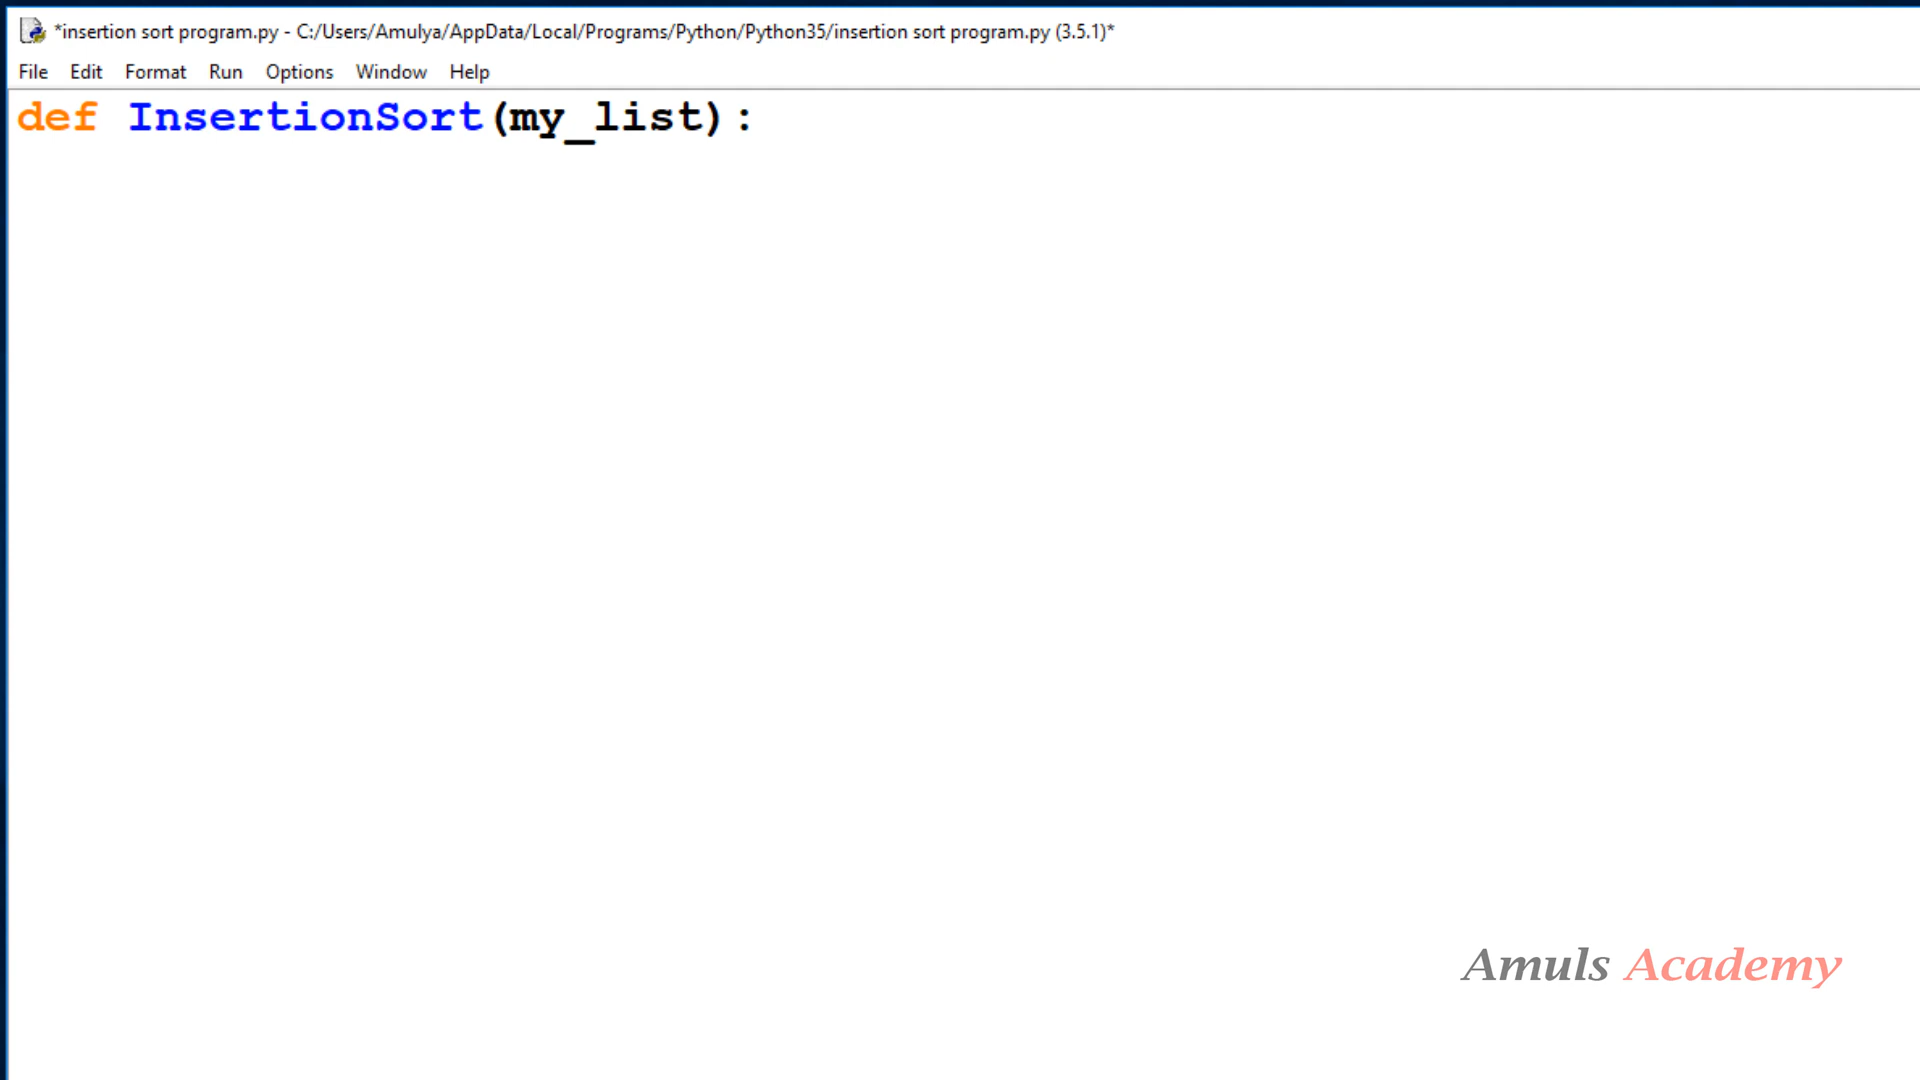 *insertion sort program.py - C:/Users/Amulya/AppData/Local/Programs/Python/Python35/insertion sort program.py (3.5.1)*
File Edit Format Run Options Window Help
def InsertionSort(my_list):
Amuls Academy